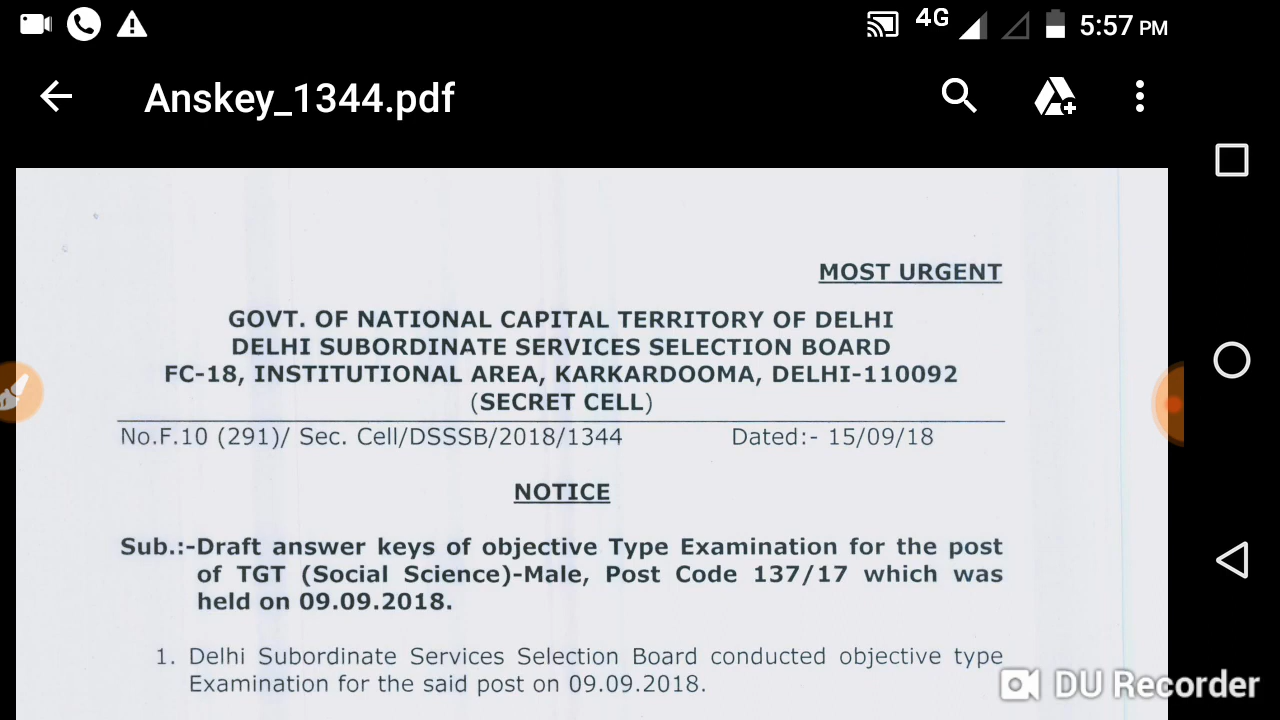 4G 5:57 PM
Anskey_1344.pdf
MOST URGENT
GOVT. OF NATIONAL CAPITAL TERRITORY OF DELHI
DELHI SUBORDINATE SERVICES SELECTION BOARD
FC-18, INSTITUTIONAL AREA, KARKARDOOMA, DELHI-110092
(SECRET CELL)
No.F.10 (291)/ Sec. Cell/DSSSB/2018/1344 Dated:- 15/09/18
NOTICE
Sub.:-Draft answer keys of objective Type Examination for the post
of TGT (Social Science)-Male, Post Code 137/17 which was
held on 09.09.2018.
1. Delhi Subordinate Services Selection Board conducted objective type
Examination for the said post on 09.09.2018.
DU Recorder